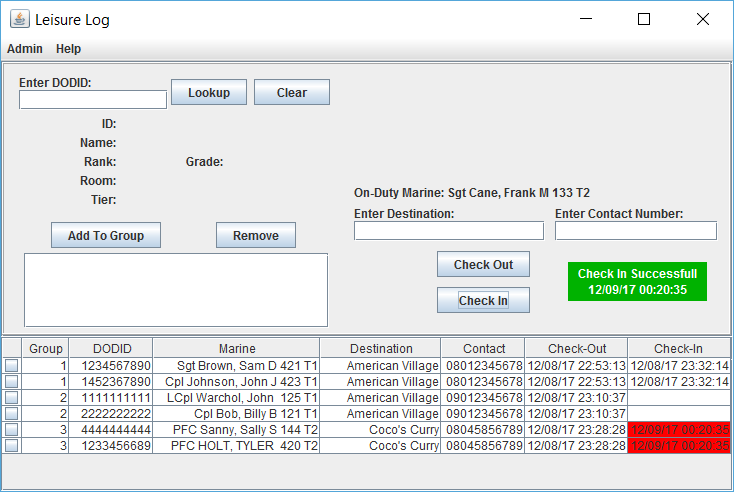 Leisure Log
Admin Help
Enter DODID:
Lookup Clear
ID:
Name:
Rank: Grade:
Room:
Tier:
On-Duty Marine: Sgt Cane, Frank M 133 T2
Enter Destination: Enter Contact Number:
Add To Group Remove
Check Out
Check In Successfull
12/09/17 00:20:35
Check In
Group DODID Marine Destination Contact Check-Out Check-In
1 1234567890 Sgt Brown, Sam D 421 T1 American Village 08012345678 12/08/17 22:53:13 12/08/17 23:32:14
1 1452367890 Cpl Johnson, John J 423 T1 American Village 08012345678 12/08/17 22:53:13 12/08/17 23:32:14
2 1111111111 LCpl Warchol, John 125 T1 American Village 09012345678 12/08/17 23:10:37
2 2222222222 Cpl Bob, Billy B 121 T1 American Village 09012345678 12/08/17 23:10:37
3 4444444444 PFC Sanny, Sally S 144 T2 Coco's Curry 08045856789 12/08/17 23:28:28 12/09/17 00:20:35
3 1233456689 PFC HOLT, TYLER 420 T2 Coco's Curry 08045856789 12/08/17 23:28:28 12/09/17 00:20:35